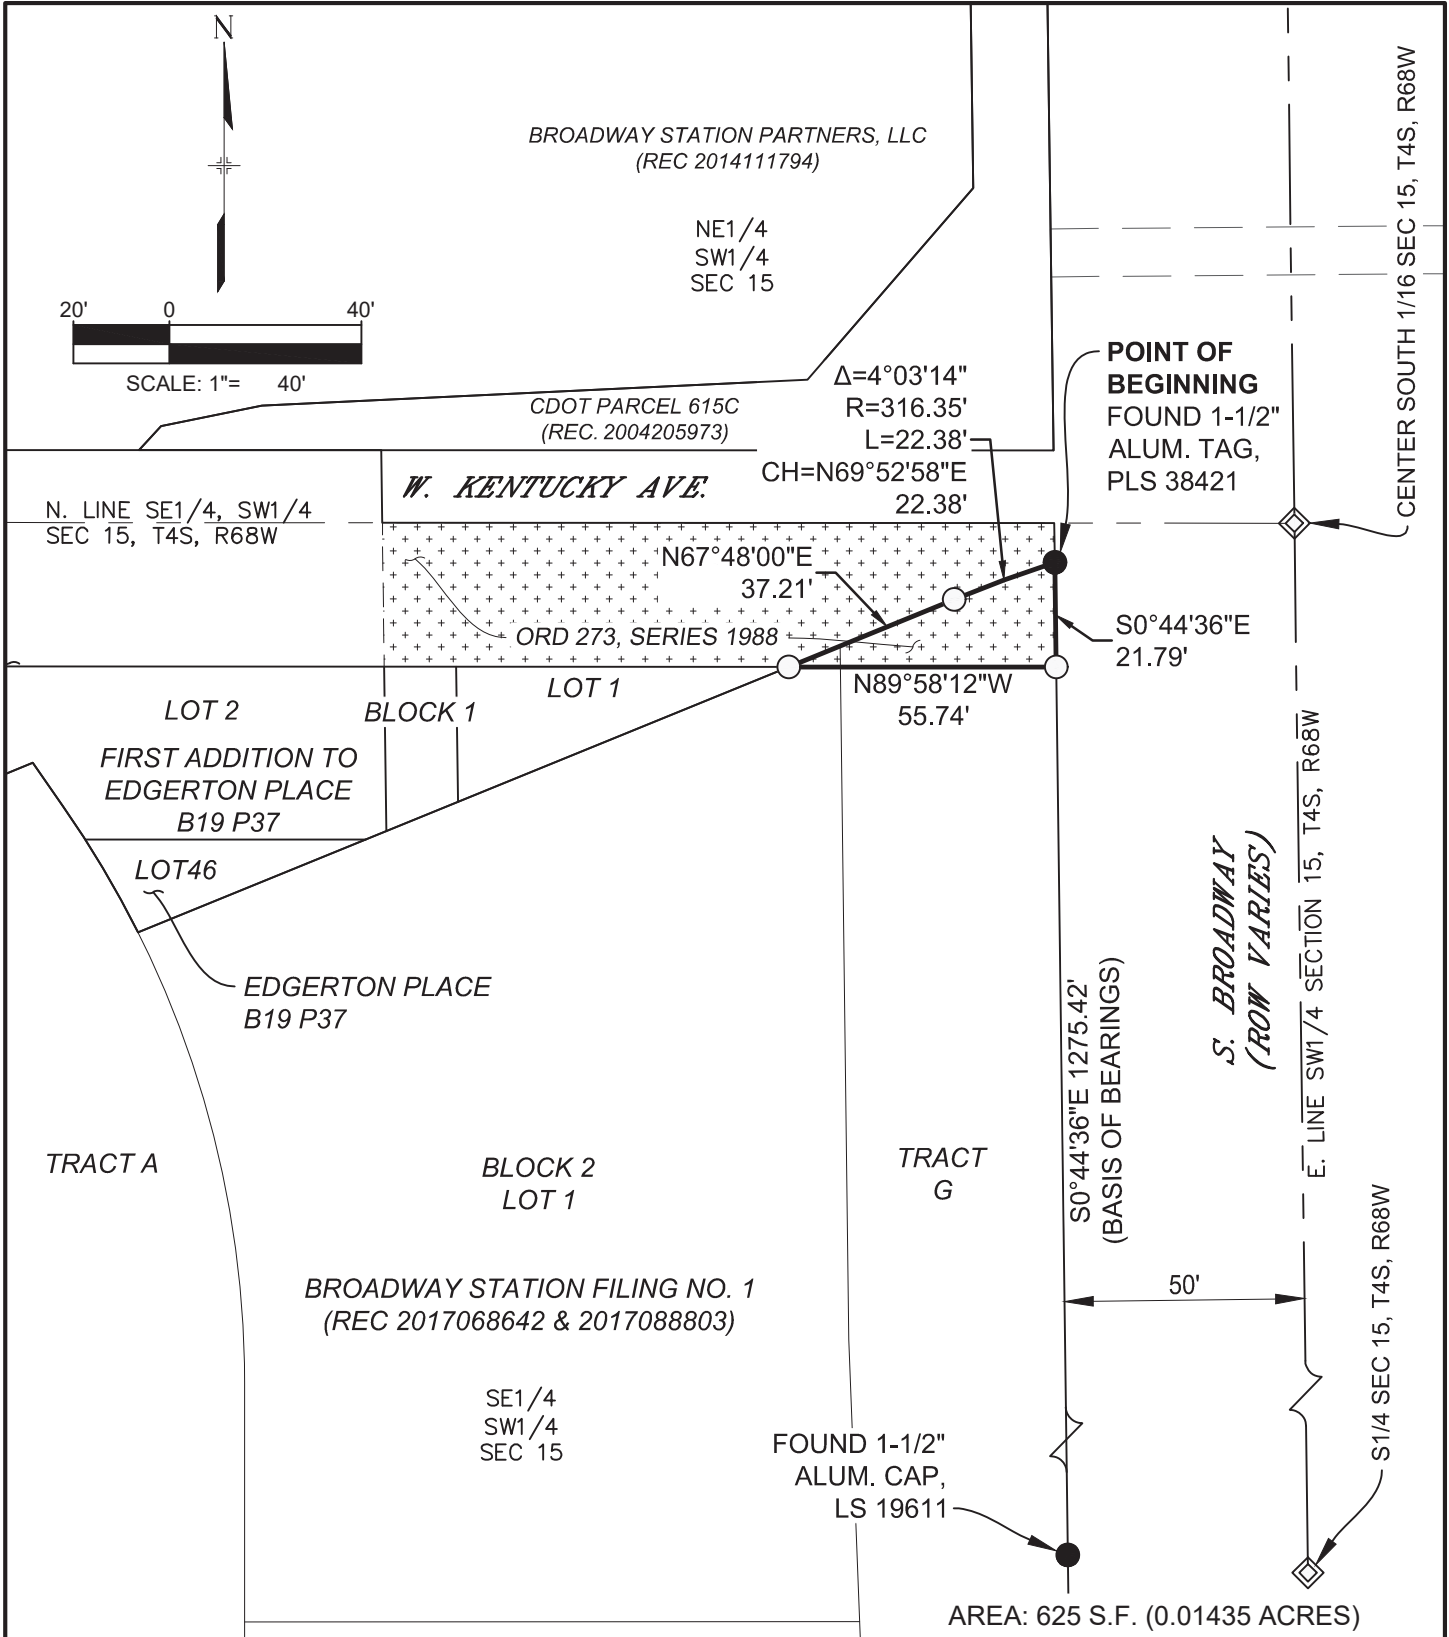 N
BROADWAY STATION PARTNERS, LLC
(REC 2014111794)
NE1/4
SW1/4
SEC 15
20' 0 40'
SCALE: 1"= 40'
CENTER SOUTH 1/16 SEC 15, T4S, R68W
POINT OF
BEGINNING
FOUND 1-1/2"
ALUM. TAG,
PLS 38421
Δ=4°03'14"
R=316.35'
L=22.38'
CH=N69°52'58"E
22.38'
CDOT PARCEL 615C
(REC. 2004205973)
W. KENTUCKY AVE.
N. LINE SE1/4, SW1/4
SEC 15, T4S, R68W
N67°48'00"E
37.21'
ORD 273, SERIES 1988
S0°44'36"E
21.79'
N89°58'12"W
55.74'
LOT 1
LOT 2
BLOCK 1
FIRST ADDITION TO
EDGERTON PLACE
B19 P37
LOT46
EDGERTON PLACE
B19 P37
S. BROADWAY
(ROW VARIES)
E. LINE SW1/4 SECTION 15, T4S, R68W
S0°44'36"E 1275.42'
(BASIS OF BEARINGS)
TRACT A
BLOCK 2
LOT 1
TRACT
G
BROADWAY STATION FILING NO. 1
(REC 2017068642 & 2017088803)
50'
S1/4 SEC 15, T4S, R68W
SE1/4
SW1/4
SEC 15
FOUND 1-1/2"
ALUM. CAP,
LS 19611
AREA: 625 S.F. (0.01435 ACRES)